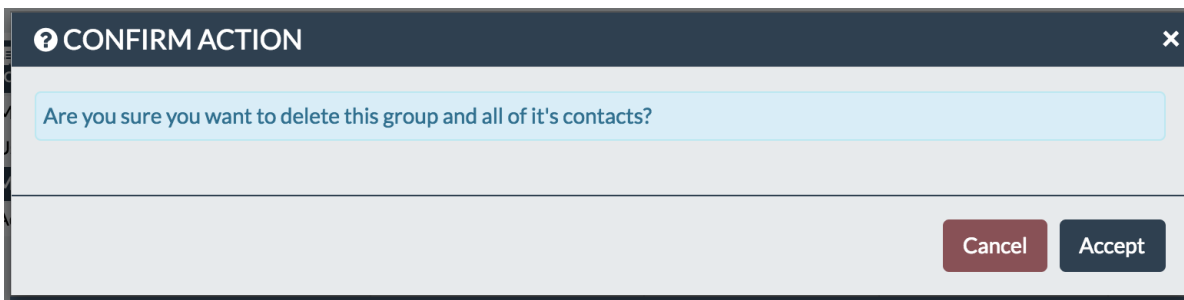 CONFIRM ACTION
Are you sure you want to delete this group and all of it's contacts?
Cancel Accept